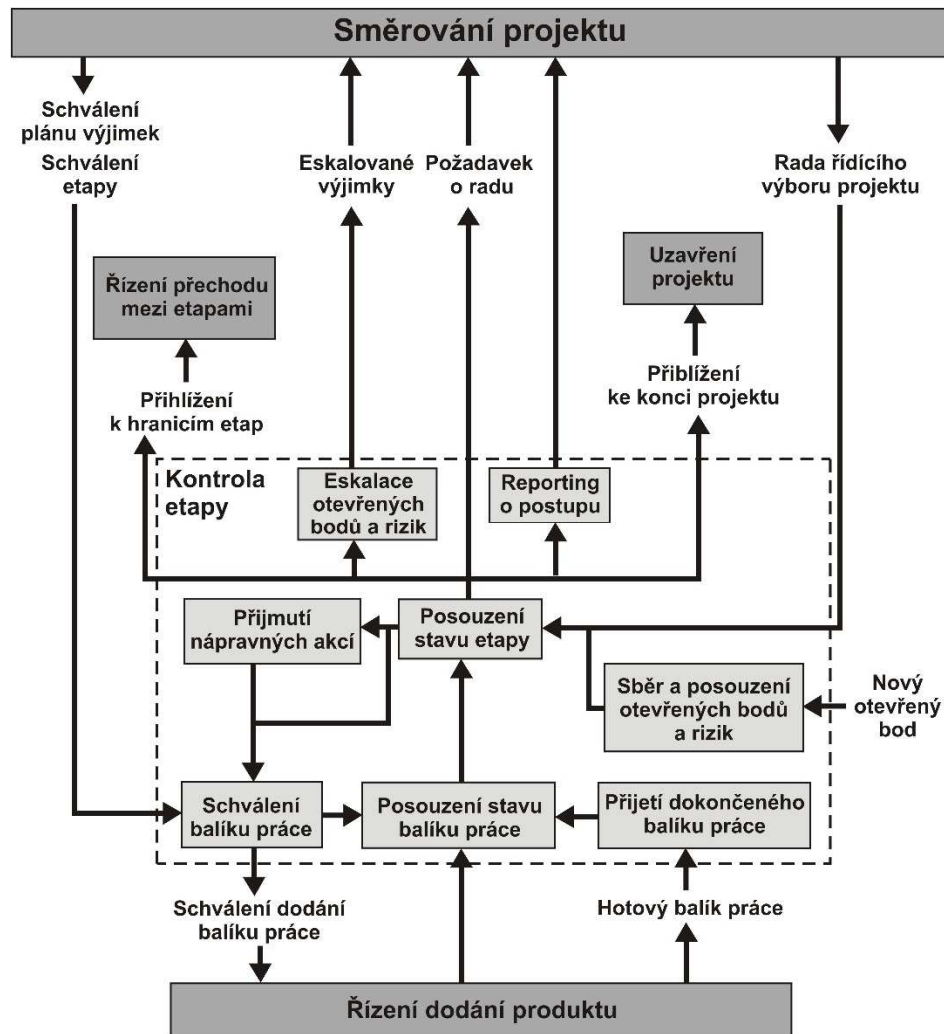 Směrování projektu
Schválení
plánu výjimek
Schválení
etapy
Eskalované
výjimky
Požadavek
o radu
Rada řídícího
výboru projektu
Řízení přechodu
mezi etapami
Uzavření
projektu
Přihlížení
k hranicím etap
Přiblížení
ke konci projektu
Kontrola
etapy
Eskalace
otevřených
bodů a rizik
Reporting
o postupu
Přijmutí
nápravných akcí
Posouzení
stavu etapy
Sběr a posouzení
otevřených bodů
a rizik
Nový
otevřený
bod
Schválení
balíku práce
Posouzení stavu
balíku práce
Přijetí dokončeného
balíku práce
Schválení dodání
balíku práce
Hotový balík práce
Řízení dodání produktu